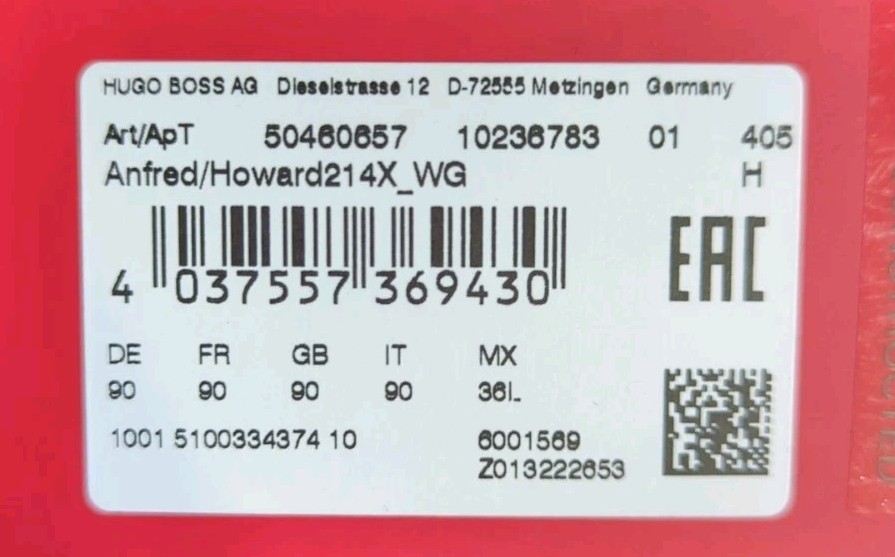 HUGO BOSS AG Dieselstrasse 12 D-72555 Metzingen Germany
Art/ApT 50460657 10236783 01 405
Anfred/Howard214X_WG H
4 037557 369430
EAC
DE FR GB IT MX
90 90 90 90 36L
1001 5100334374 10 6001569
Z013222653